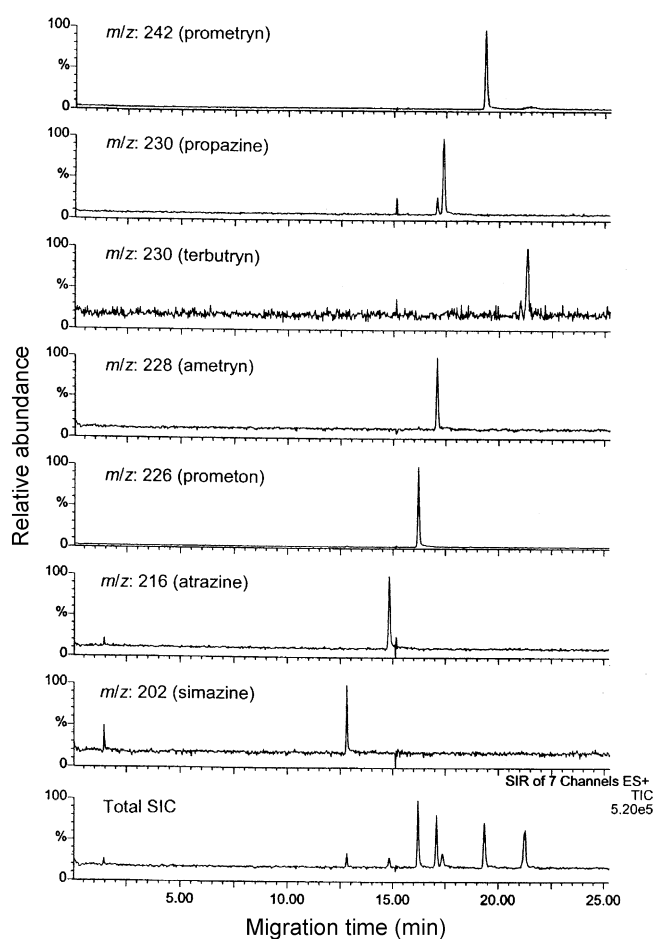 Relative abundance
100
%
0
m/z: 242 (prometryn)
100
%
0
m/z: 230 (propazine)
100
%
0
m/z: 230 (terbutryn)
100
%
0
m/z: 228 (ametryn)
100
%
0
m/z: 226 (prometon)
100
%
0
m/z: 216 (atrazine)
100
%
0
m/z: 202 (simazine)
SIR of 7 Channels ES+
TIC
5.20e5
100
%
0
Total SIC
5.00 10.00 15.00 20.00 25.00
Migration time (min)